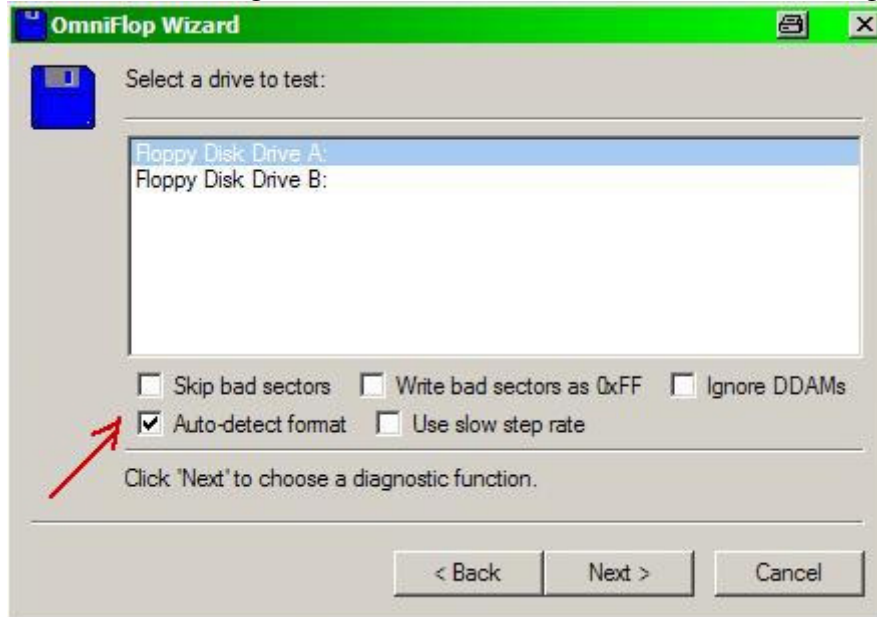 OmniFlop Wizard
Select a drive to test:
Floppy Disk Drive A:
Floppy Disk Drive B:
Skip bad sectors Write bad sectors as 0xFF Ignore DDAMs
Auto-detect format Use slow step rate
Click 'Next' to choose a diagnostic function.
< Back Next > Cancel